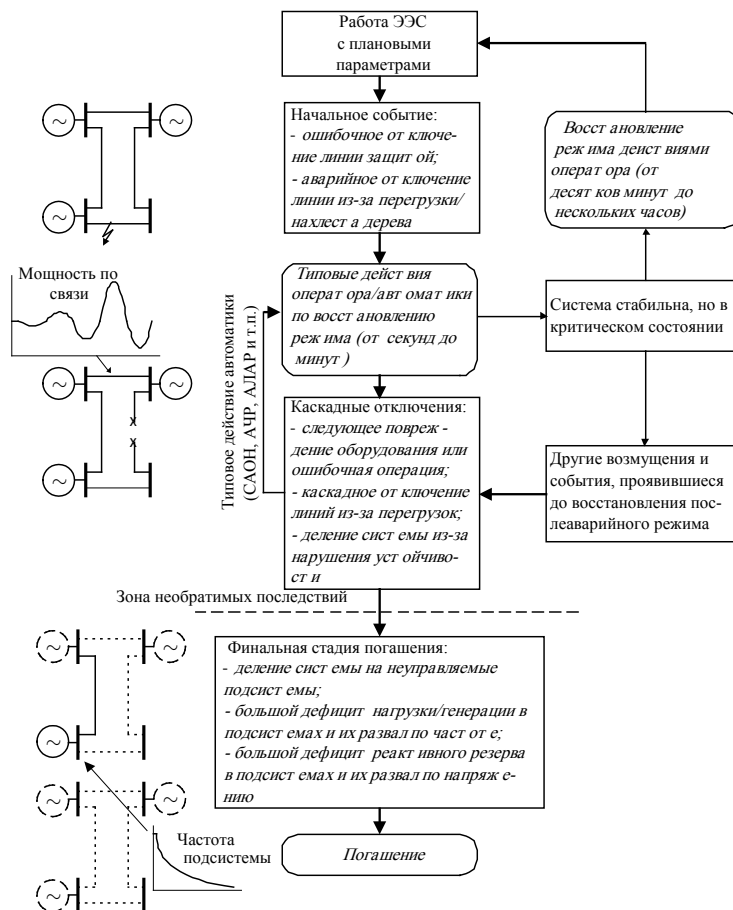 Работа ЭЭС
с плановыми
параметрами
Начальное событие:
- ошибочное от ключе-
ние линии защит ой;
- аварийное от ключение
линии из-за перегрузки/
нахлест а дерева
Восст ановление
реж има деист виями
операт ора (от
десят ков минут до
нескольких часов)
Мощность по
связи
Типовые дейст вия
операт ора/авт омат ики
по восст ановлению
реж има (от секунд до
минут )
Система стабильна, но в
критическом состоянии
Типовое действие автоматики
(САОН, АЧР, АЛАР и т.п.)
Каскадные отключения:
- следующее повреж -
дение оборудования или
ошибочная операция;
- каскадное от ключение
линий из-за перегрузок;
- деление сист емы из-за
нарушения уст ойчиво-
ст и
Другие возмущения и
события, проявившиеся
до восстановления пос-
леаварийного режима
Зона необратимых последствий
Финальная стадия погашения:
- деление сист емы на неуправляемые
подсист емы;
- большой дефицит нагрузки/генерации в
подсист емах и их развал по част от е;
- большой дефицит реакт ивного резерва
в подсист емах и их развал по напряж е-
нию
Частота
подсистемы
Погашение